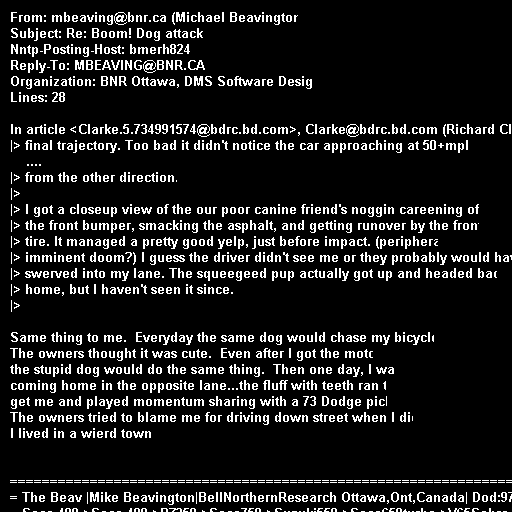 From: mbeaving@bnr.ca (Michael Beavington
Subject: Re: Boom! Dog attack
Nntp-Posting-Host: bmerh824
Reply-To: MBEAVING@BNR.CA
Organization: BNR Ottawa, DMS Software Desig
Lines: 28

In article <Clarke.5.734991574@bdrc.bd.com>, Clarke@bdrc.bd.com (Richard Cl
|> final trajectory. Too bad it didn't notice the car approaching at 50+mpl
....
|> from the other direction.
|>
|> I got a closeup view of the our poor canine friend's noggin careening of
|> the front bumper, smacking the asphalt, and getting runover by the fron
|> tire. It managed a pretty good yelp, just before impact. (periphera
|> imminent doom?) I guess the driver didn't see me or they probably would hav
|> swerved into my lane. The squeegeed pup actually got up and headed bac
|> home, but I haven't seen it since.
|>

Same thing to me.  Everyday the same dog would chase my bicycle
The owners thought it was cute.  Even after I got the moto
the stupid dog would do the same thing.  Then one day, I wa
coming home in the opposite lane...the fluff with teeth ran t
get me and played momentum sharing with a 73 Dodge pic
The owners tried to blame me for driving down street when I di
I lived in a wierd town

=================================================================
= The Beav |Mike Beavington|BellNorthernResearch Ottawa,Ont,Canada| Dod:97